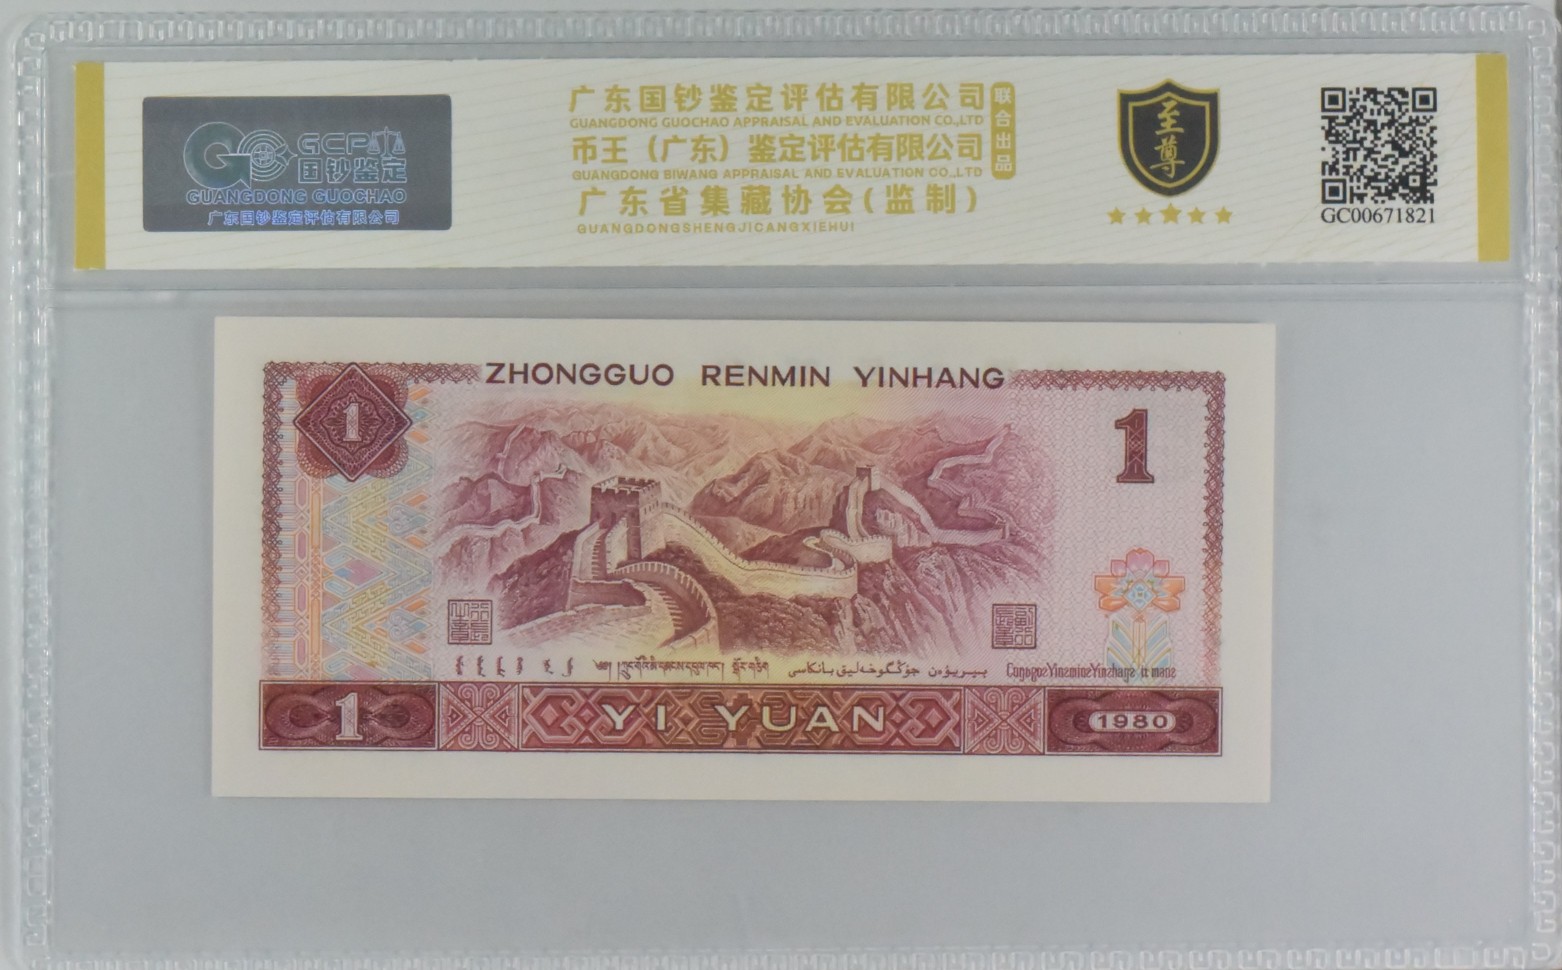 GCP
国钞鉴定
GUANGDONG GUOCHAO
广东国钞鉴定评估有限公司
广东国钞鉴定评估有限公司
GUANGDONG GUOCHAO APPRAISAL AND EVALUATION CO.,LTD
币王（广东）鉴定评估有限公司
GUANGDONG BIWANG APPRAISAL AND EVALUATION CO.,LTD
广东省集藏协会(监制)
GUANGDONGSHENGJICANGXIEHUI
联合出品
至尊
GC00671821
ZHONGGUO RENMIN YINHANG
1
1
1
YI YUAN
1980